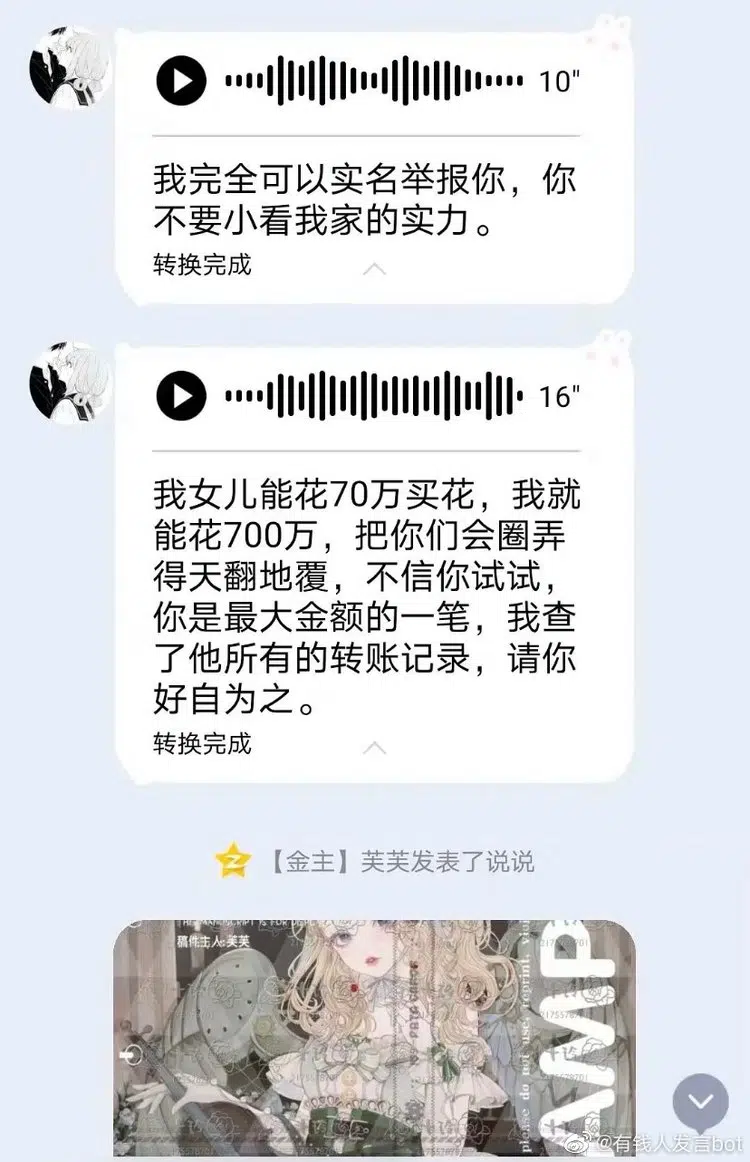 10"
我完全可以实名举报你，你
不要小看我家的实力。
转换完成
16"
我女儿能花70万买花，我就
能花700万，把你们会圈弄
得天翻地覆，不信你试试，
你是最大金额的一笔，我查
了他所有的转账记录，请你
好自为之。
转换完成
【金主】芙芙发表了说说
稿件主人:芙芙
please do not use, reprint,
AMP
@有钱人发言bot